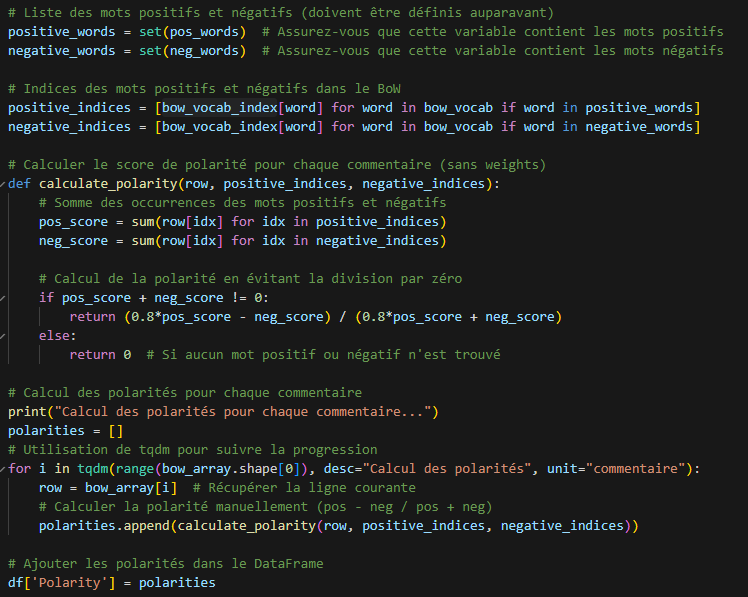 # Liste des mots positifs et négatifs (doivent être définis auparavant)
positive_words = set(pos_words)  # Assurez-vous que cette variable contient les mots positifs
negative_words = set(neg_words)  # Assurez-vous que cette variable contient les mots négatifs

# Indices des mots positifs et négatifs dans le BoW
positive_indices = [bow_vocab_index[word] for word in bow_vocab if word in positive_words]
negative_indices = [bow_vocab_index[word] for word in bow_vocab if word in negative_words]

# Calculer le score de polarité pour chaque commentaire (sans weights)
def calculate_polarity(row, positive_indices, negative_indices):
    # Somme des occurrences des mots positifs et négatifs
    pos_score = sum(row[idx] for idx in positive_indices)
    neg_score = sum(row[idx] for idx in negative_indices)

    # Calcul de la polarité en évitant la division par zéro
    if pos_score + neg_score != 0:
        return (0.8*pos_score - neg_score) / (0.8*pos_score + neg_score)
    else:
        return 0  # Si aucun mot positif ou négatif n'est trouvé

# Calcul des polarités pour chaque commentaire
print("Calcul des polarités pour chaque commentaire...")
polarities = []
# Utilisation de tqdm pour suivre la progression
for i in tqdm(range(bow_array.shape[0]), desc="Calcul des polarités", unit="commentaire"):
    row = bow_array[i]  # Récupérer la ligne courante
    # Calculer la polarité manuellement (pos - neg / pos + neg)
    polarities.append(calculate_polarity(row, positive_indices, negative_indices))

# Ajouter les polarités dans le DataFrame
df['Polarity'] = polarities